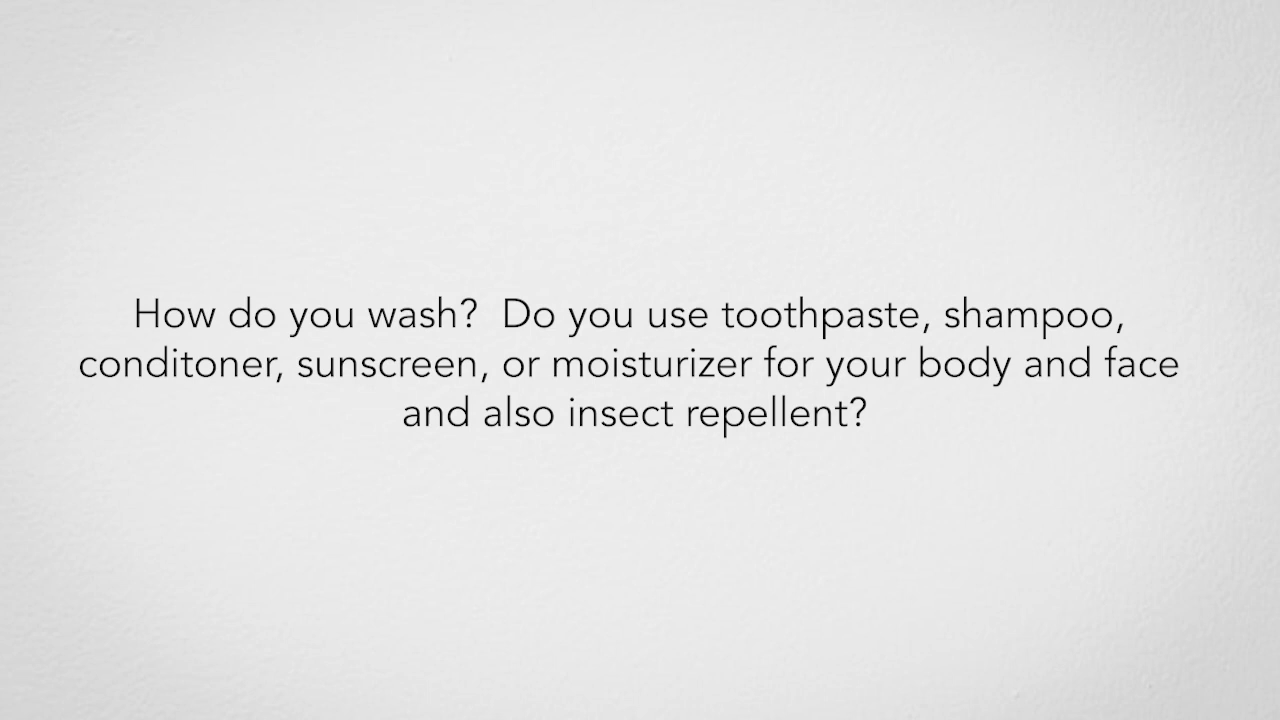 How do you wash?  Do you use toothpaste, shampoo,
conditoner, sunscreen, or moisturizer for your body and face
and also insect repellent?